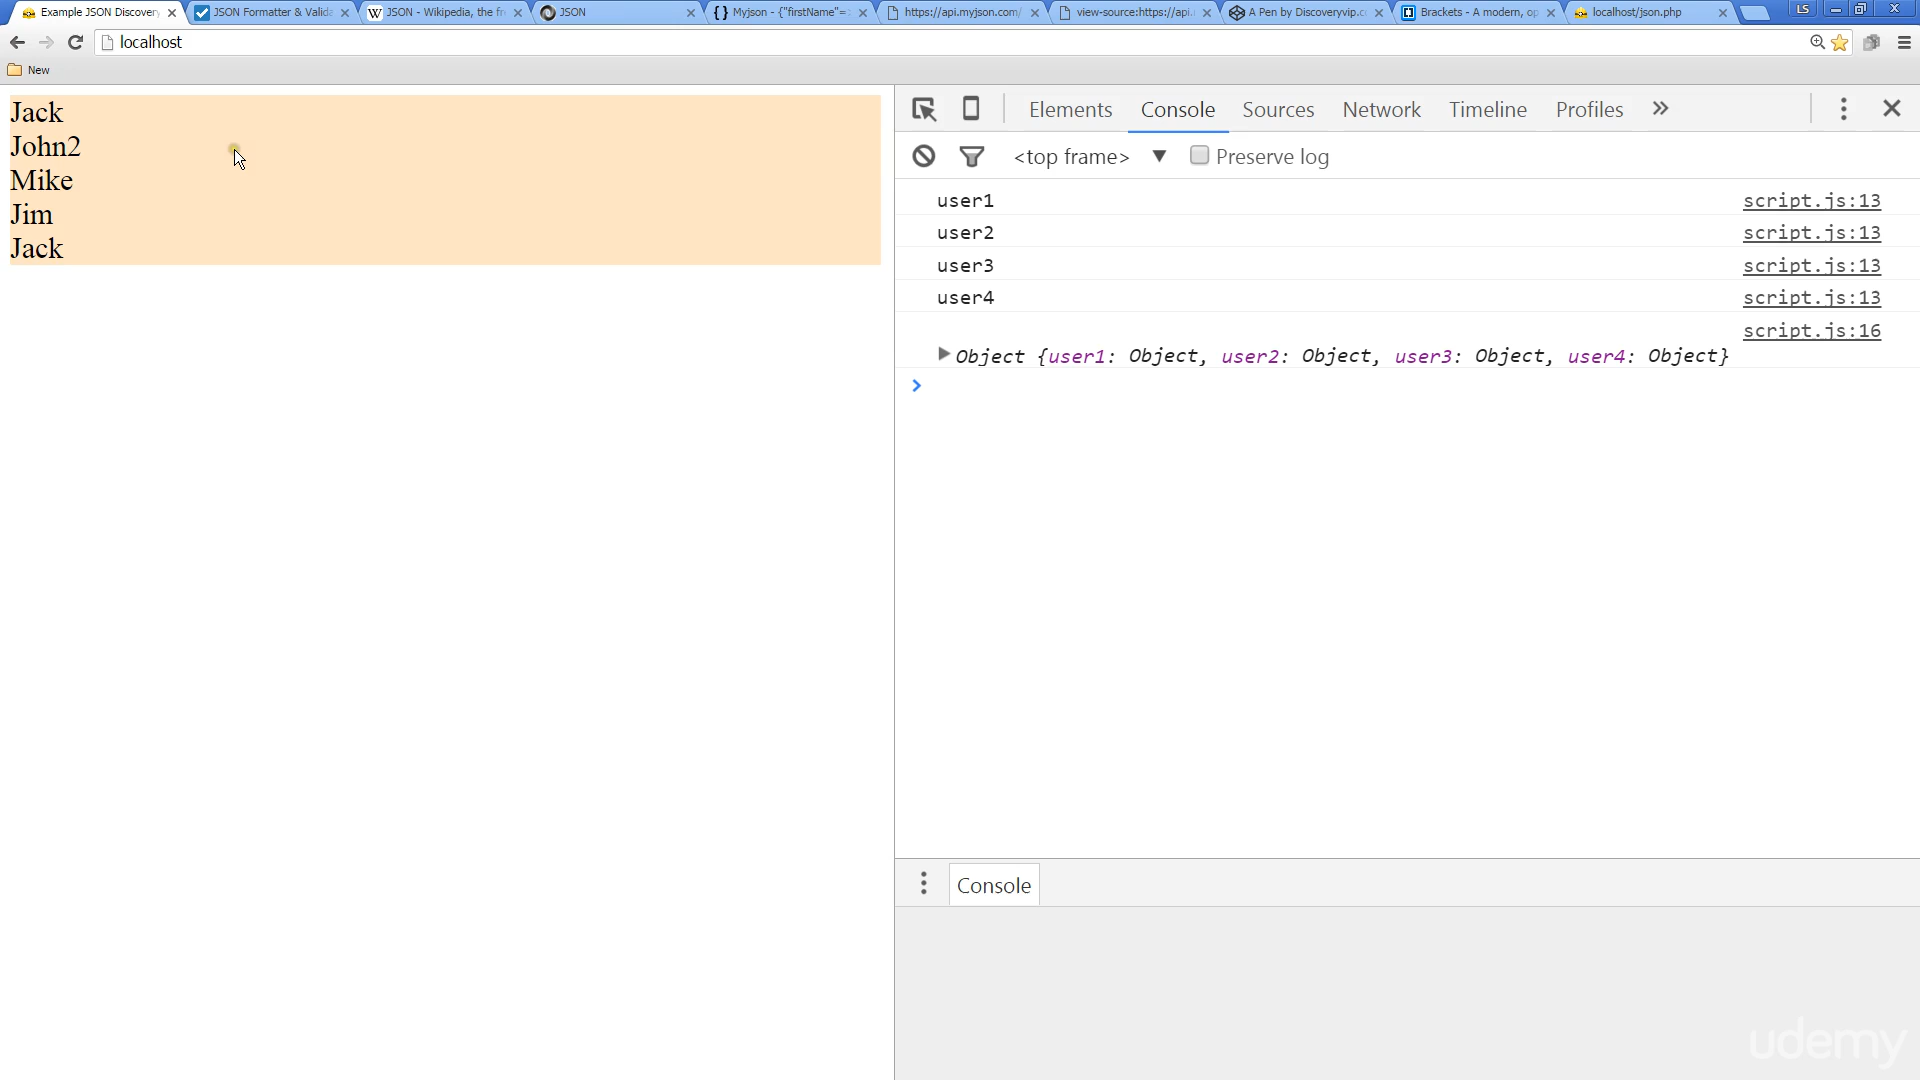 Example JSON Discover
JSON Formatter & Valida
JSON - Wikipedia, the fr
JSON
Myjson - {"firstName"=
https://api.myjson.com/
view-source:https://api.
A Pen by Discoveryvip.c
Brackets - A modern, op
localhost/json.php
LS
localhost
New
Jack
John2
Mike
Jim
Jack
Elements Console Sources Network Timeline Profiles
<top frame> Preserve log
user1 script.js:13
user2 script.js:13
user3 script.js:13
user4 script.js:13
script.js:16
Object {user1: Object, user2: Object, user3: Object, user4: Object}
Console
udemy